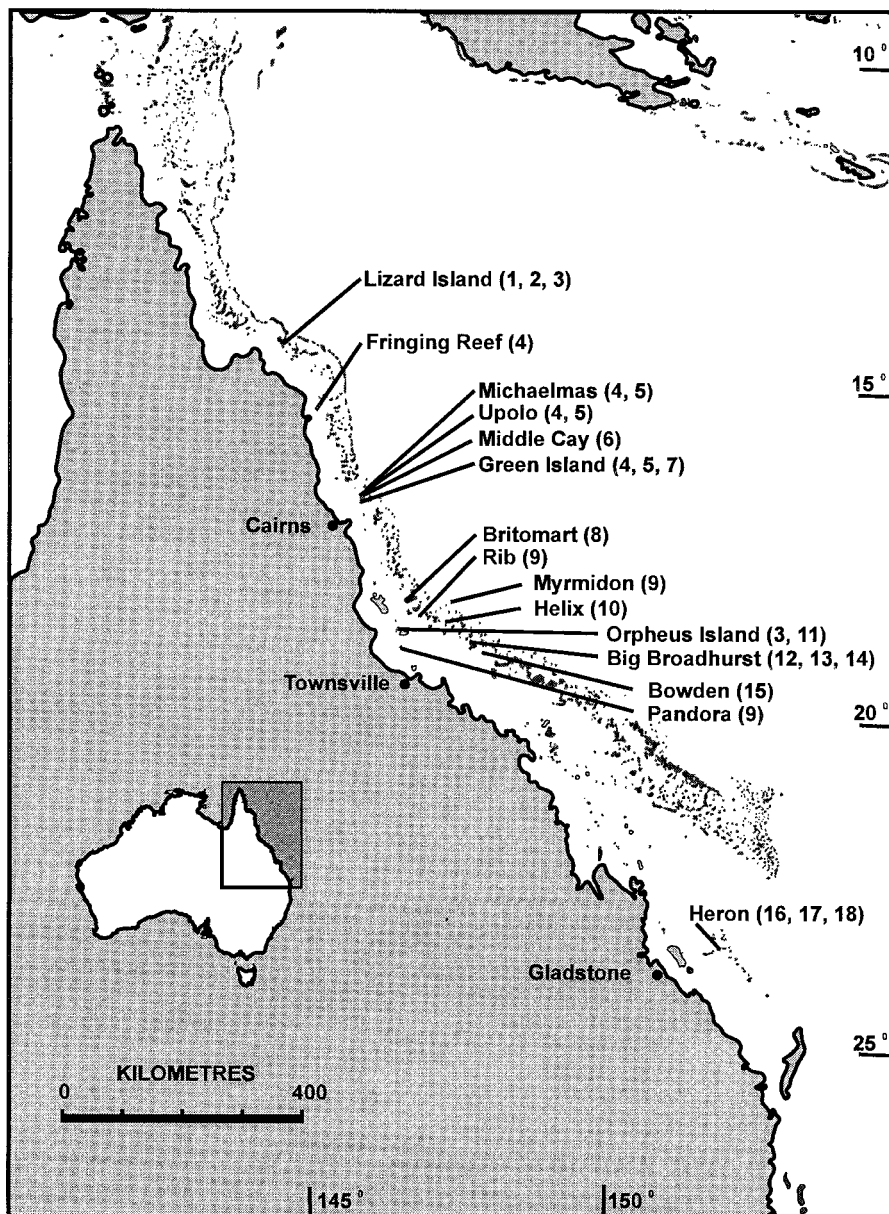 10°
Lizard Island (1, 2, 3)
Fringing Reef (4)
15°
Michaelmas (4, 5)
Upolo (4, 5)
Middle Cay (6)
Green Island (4, 5, 7)
Cairns
Britomart (8)
Rib (9)
Myrmidon (9)
Helix (10)
Orpheus Island (3, 11)
Big Broadhurst (12, 13, 14)
Townsville
Bowden (15)
Pandora (9)
20°
Heron (16, 17, 18)
Gladstone
25°
KILOMETRES
0 400
145° 150°